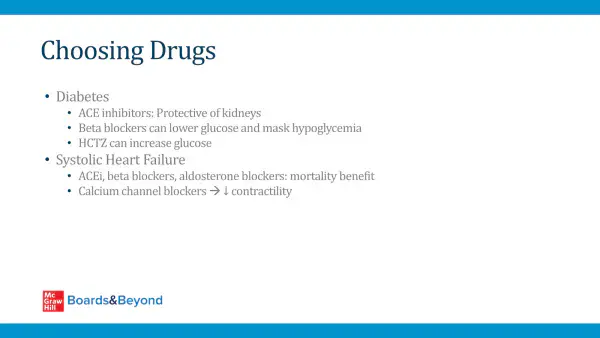 Choosing Drugs
• Diabetes
• ACE inhibitors: Protective of kidneys
• Beta blockers can lower glucose and mask hypoglycemia
• HCTZ can increase glucose
• Systolic Heart Failure
• ACEi, beta blockers, aldosterone blockers: mortality benefit
• Calcium channel blockers → ↓ contractility
Mc
Graw
Hill
Boards&Beyond